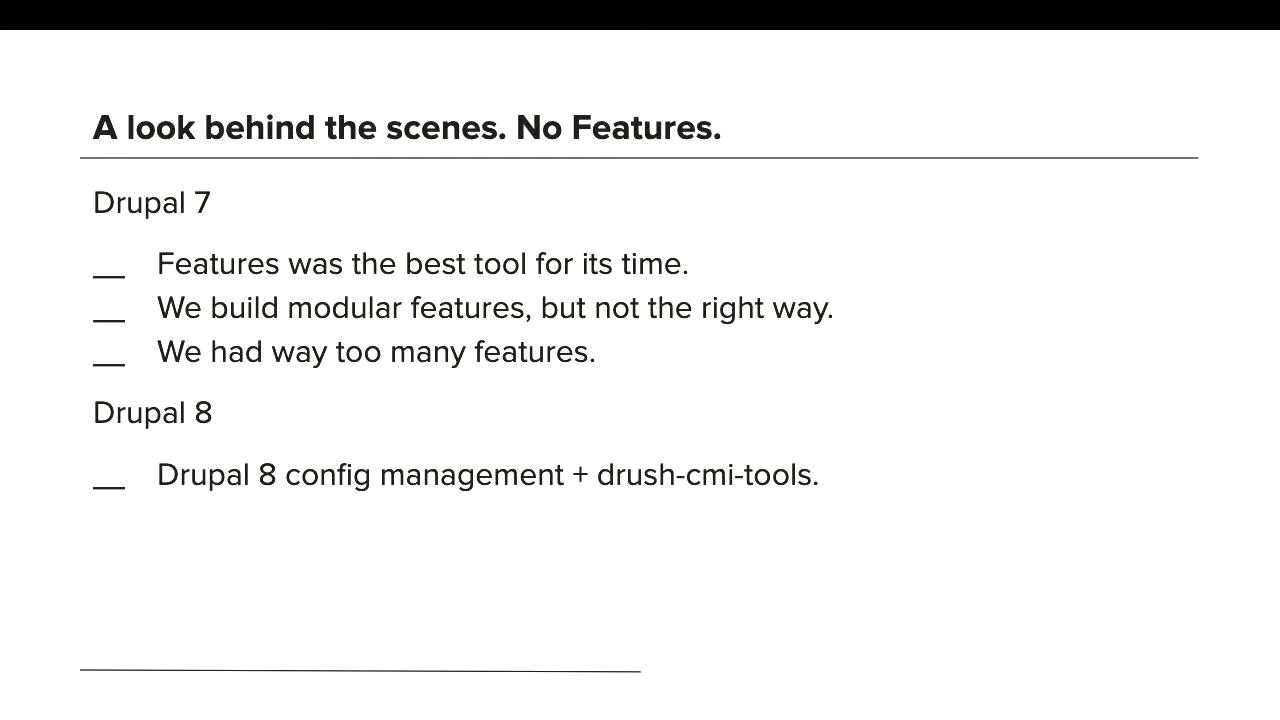 A look behind the scenes. No Features.
Drupal 7
__ Features was the best tool for its time.
__ We build modular features, but not the right way.
__ We had way too many features.
Drupal 8
__ Drupal 8 config management + drush-cmi-tools.